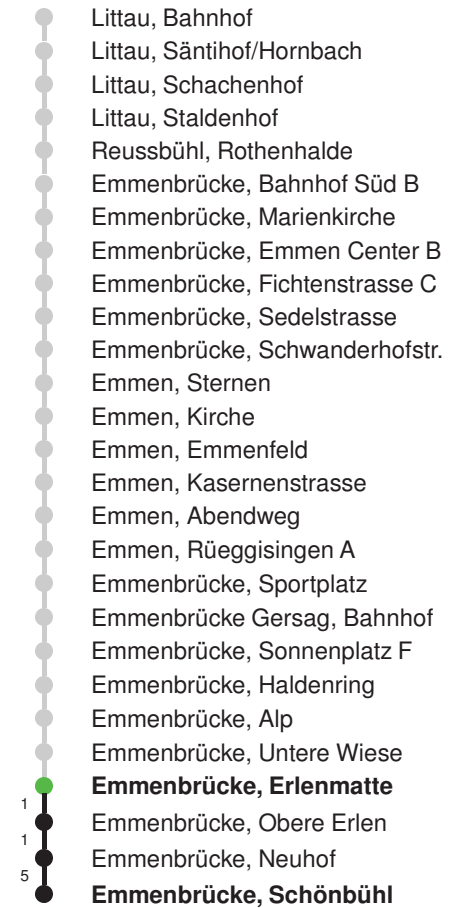 Littau, Bahnhof
Littau, Säntihof/Hornbach
Littau, Schachenhof
Littau, Staldenhof
Reussbühl, Rothenhalde
Emmenbrücke, Bahnhof Süd B
Emmenbrücke, Marienkirche
Emmenbrücke, Emmen Center B
Emmenbrücke, Fichtenstrasse C
Emmenbrücke, Sedelstrasse
Emmenbrücke, Schwanderhofstr.
Emmen, Sternen
Emmen, Kirche
Emmen, Emmenfeld
Emmen, Kasernenstrasse
Emmen, Abendweg
Emmen, Rüeggisingen A
Emmenbrücke, Sportplatz
Emmenbrücke Gersag, Bahnhof
Emmenbrücke, Sonnenplatz F
Emmenbrücke, Haldenring
Emmenbrücke, Alp
Emmenbrücke, Untere Wiese
Emmenbrücke, Erlenmatte
1
Emmenbrücke, Obere Erlen
1
Emmenbrücke, Neuhof
5
Emmenbrücke, Schönbühl